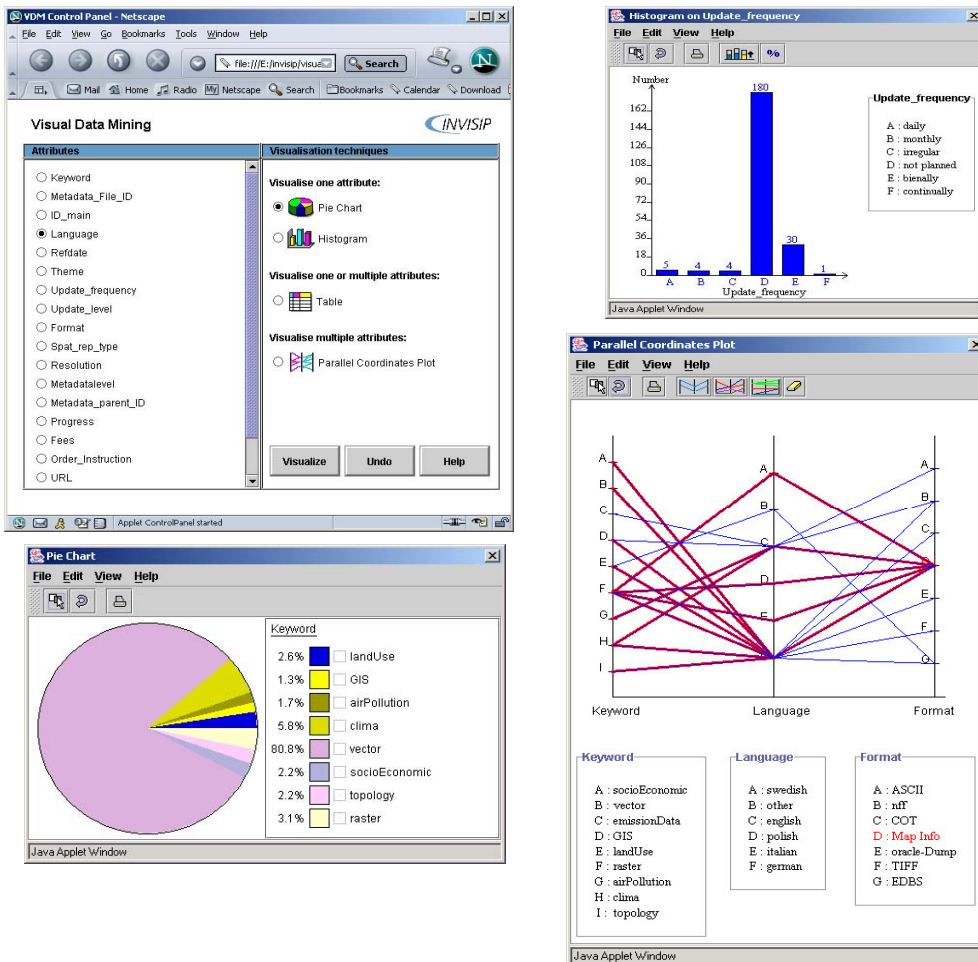 VDM Control Panel - Netscape
File Edit View Go Bookmarks Tools Window Help
file:///E:/invisip/visua
Search
N
Mail Home Radio My Netscape Search Bookmarks Calendar Download
Visual Data Mining
INVISIP
Attributes
Keyword
Metadata_File_ID
ID_main
Language
Refdate
Theme
Update_frequency
Update_level
Format
Spat_rep_type
Resolution
Metadatalevel
Metadata_parent_ID
Progress
Fees
Order_Instruction
URL
Visualisation techniques
Visualise one attribute:
Pie Chart
Histogram
Visualise one or multiple attributes:
Table
Visualise multiple attributes:
Parallel Coordinates Plot
Visualize Undo Help
Applet ControlPanel started
Histogram on Update_frequency
File Edit View Help
%
Number
162
144
126
108
90
72
54
36
18
0
5 4 4 180 30 1
A B C D E F
Update_frequency
Update_frequency
A : daily
B : monthly
C : irregular
D : not planned
E : bienally
F : continually
Java Applet Window
Pie Chart
File Edit View Help
Keyword
2.6% landUse
1.3% GIS
1.7% airPollution
5.8% clima
80.8% vector
2.2% socioEconomic
2.2% topology
3.1% raster
Java Applet Window
Parallel Coordinates Plot
File Edit View Help
A
B
C
D
E
F
G
H
I
Keyword
A
B
C
D
E
Language
A
B
C
E
F
G
Format
Keyword
A : socioEconomic
B : vector
C : emissionData
D : GIS
E : landUse
F : raster
G : airPollution
H : clima
I : topology
Language
A : swedish
B : other
C : english
D : polish
E : italian
F : german
Format
A : ASCII
B : nff
C : COT
D : Map Info
E : oracle-Dump
F : TIFF
G : EDBS
Java Applet Window